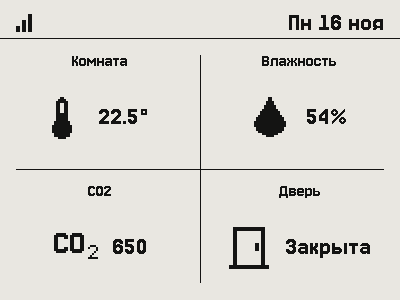 Пн 16 ноя
Комната
Влажность
22.5°
54%
CO2
Дверь
CO₂ 650
Закрыта